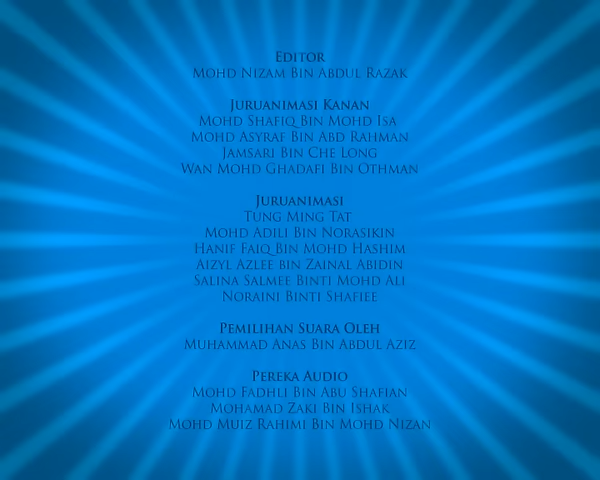 Editor
Mohd Nizam Bin Abdul Razak
Juruanimasi Kanan
Mohd Shafiq Bin Mohd Isa
Mohd Asyraf Bin Abd Rahman
Jamsari Bin Che Long
Wan Mohd Ghadafi Bin Othman
Juruanimasi
Tung Ming Tat
Mohd Adili Bin Norasikin
Hanif Faiq Bin Mohd Hashim
Aizyl Azlee bin Zainal Abidin
Salina Salmee Binti Mohd Ali
Noraini Binti Shafiee
Pemilihan Suara Oleh
Muhammad Anas Bin Abdul Aziz
Pereka Audio
Mohd Fadhli Bin Abu Shafian
Mohamad Zaki Bin Ishak
Mohd Muiz Rahimi Bin Mohd Nizan